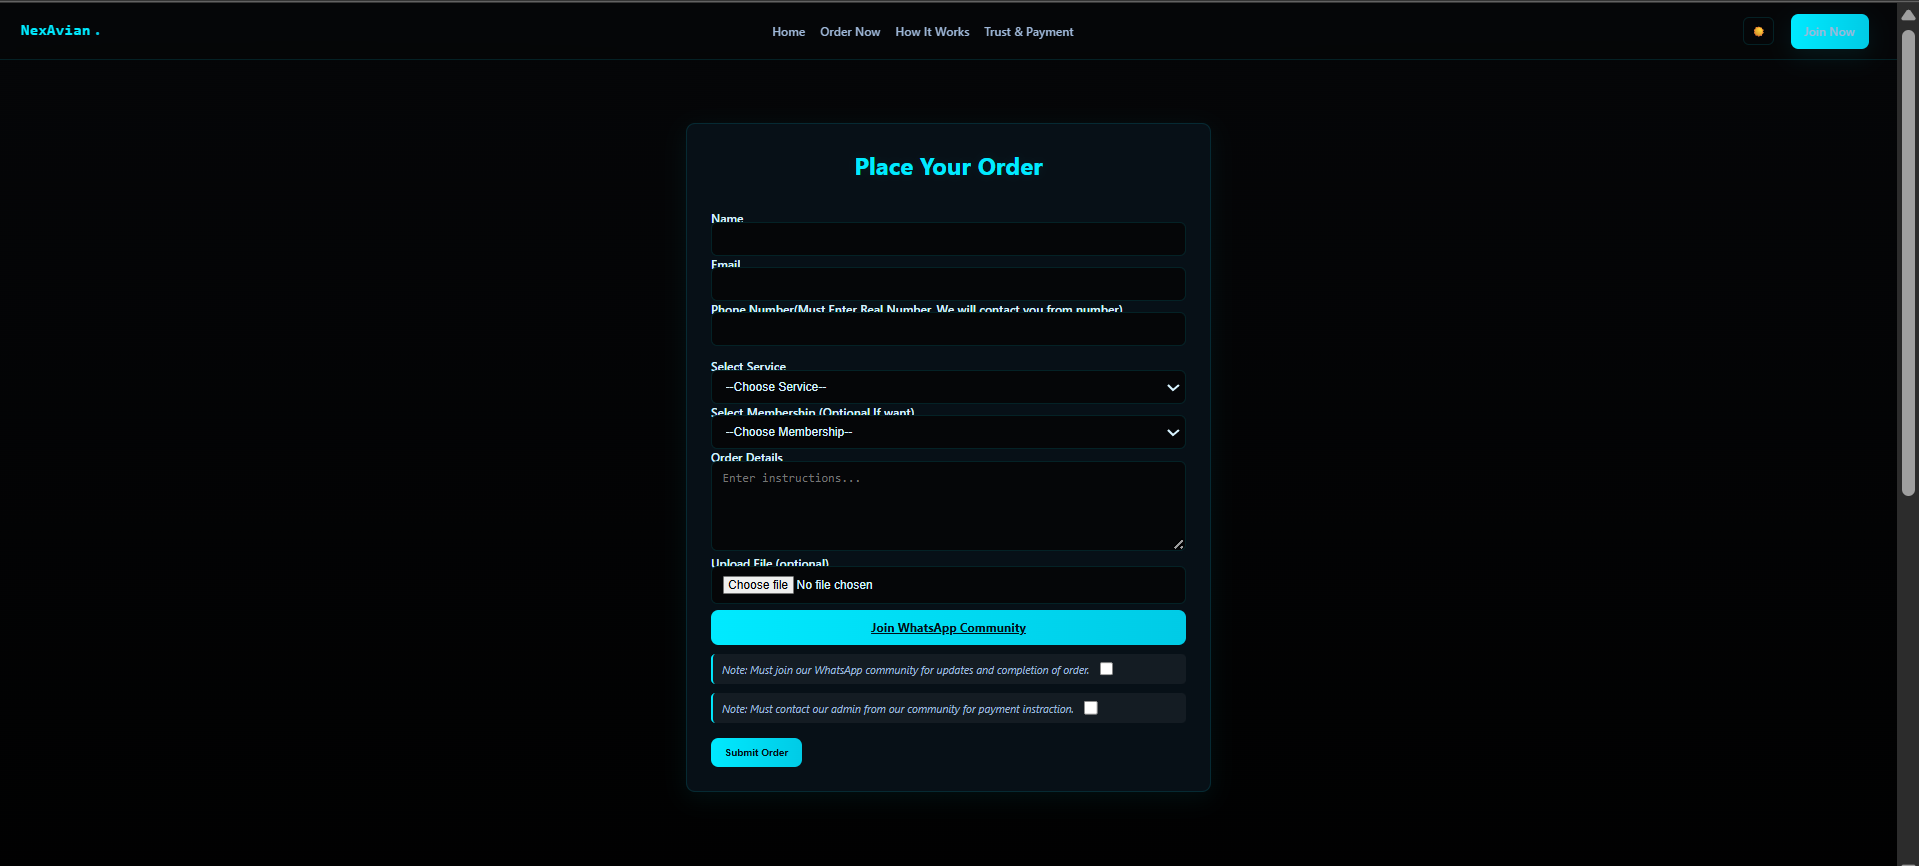 NexAvian .
Home Order Now How It Works Trust & Payment
Join Now
Place Your Order
Name
Email
Phone Number(Must Enter Real Number, We will contact you from number)
Select Service
--Choose Service--
Select Membership (Optional If want)
--Choose Membership--
Order Details
Enter instructions...
Upload File (optional)
Choose file No file chosen
Join WhatsApp Community
Note: Must join our WhatsApp community for updates and completion of order.
Note: Must contact our admin from our community for payment instraction.
Submit Order